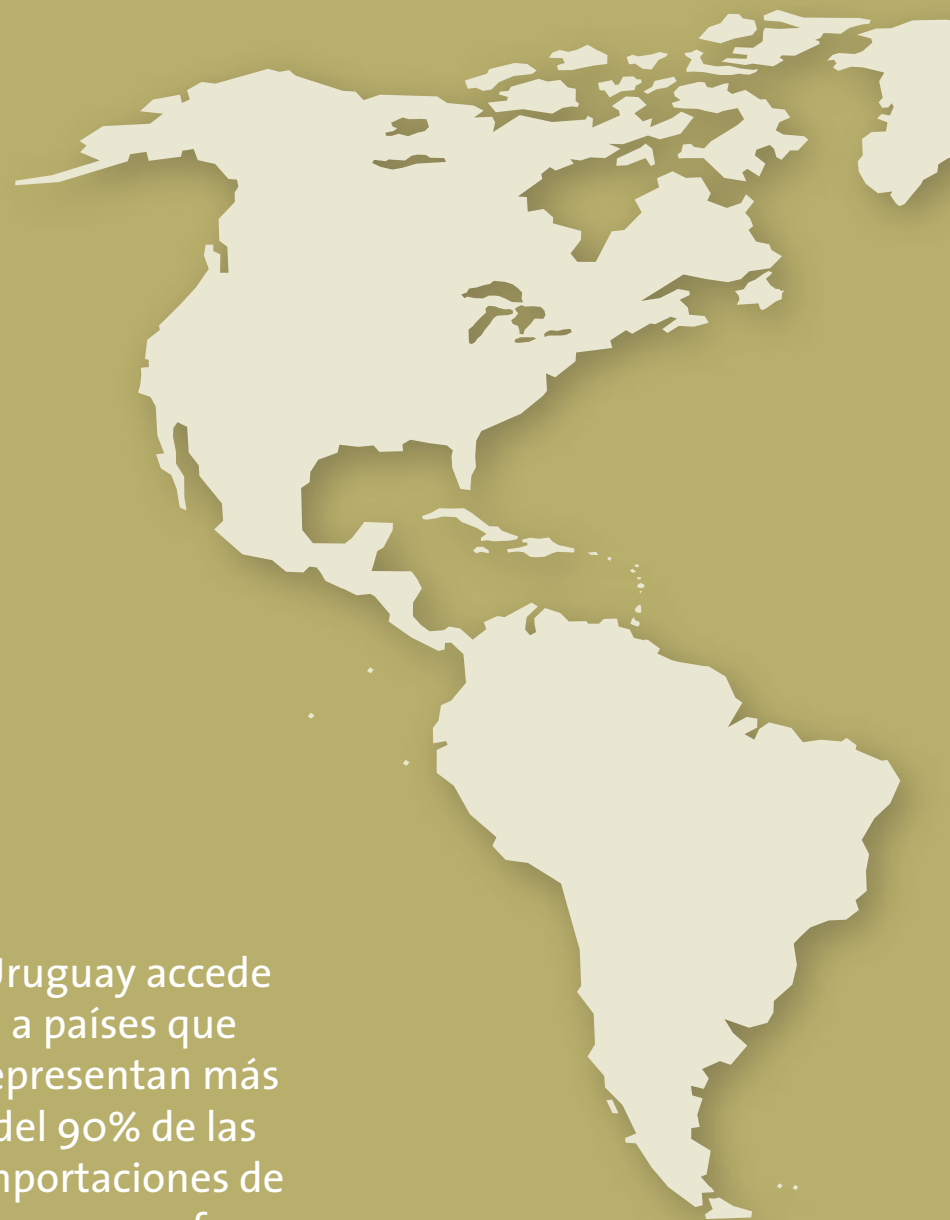 Uruguay accede
a países que
representan más
del 90% de las
importaciones de